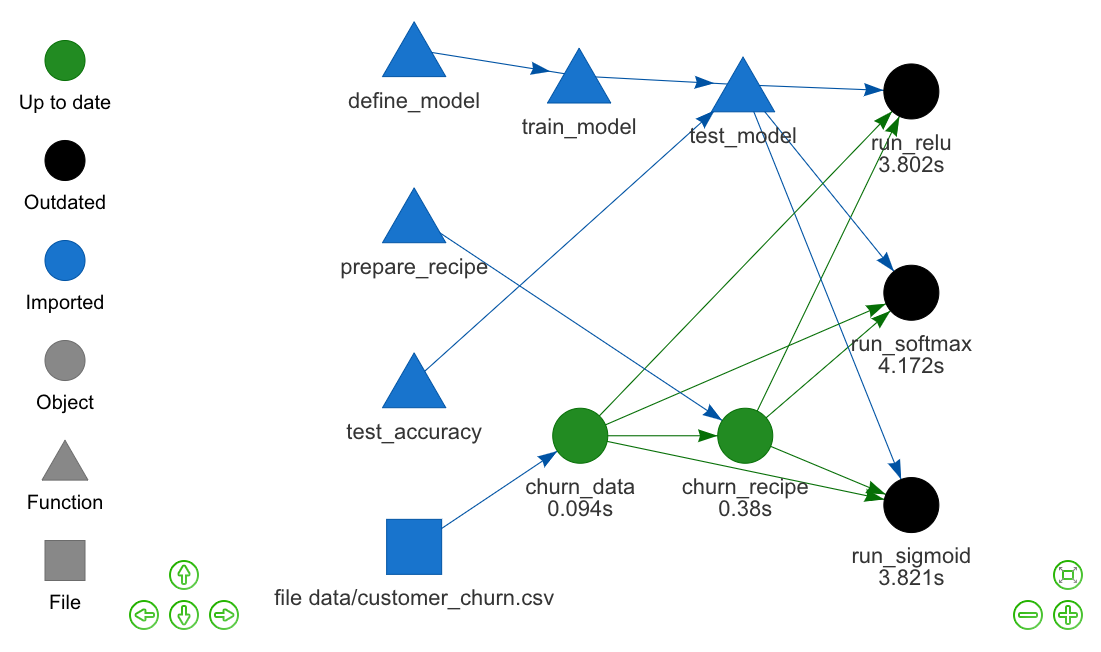 Up to date
Outdated
Imported
Object
Function
File
define_model
train_model
test_model
run_relu
3.802s
prepare_recipe
run_softmax
4.172s
test_accuracy
churn_data
0.094s
churn_recipe
0.38s
run_sigmoid
3.821s
file data/customer_churn.csv